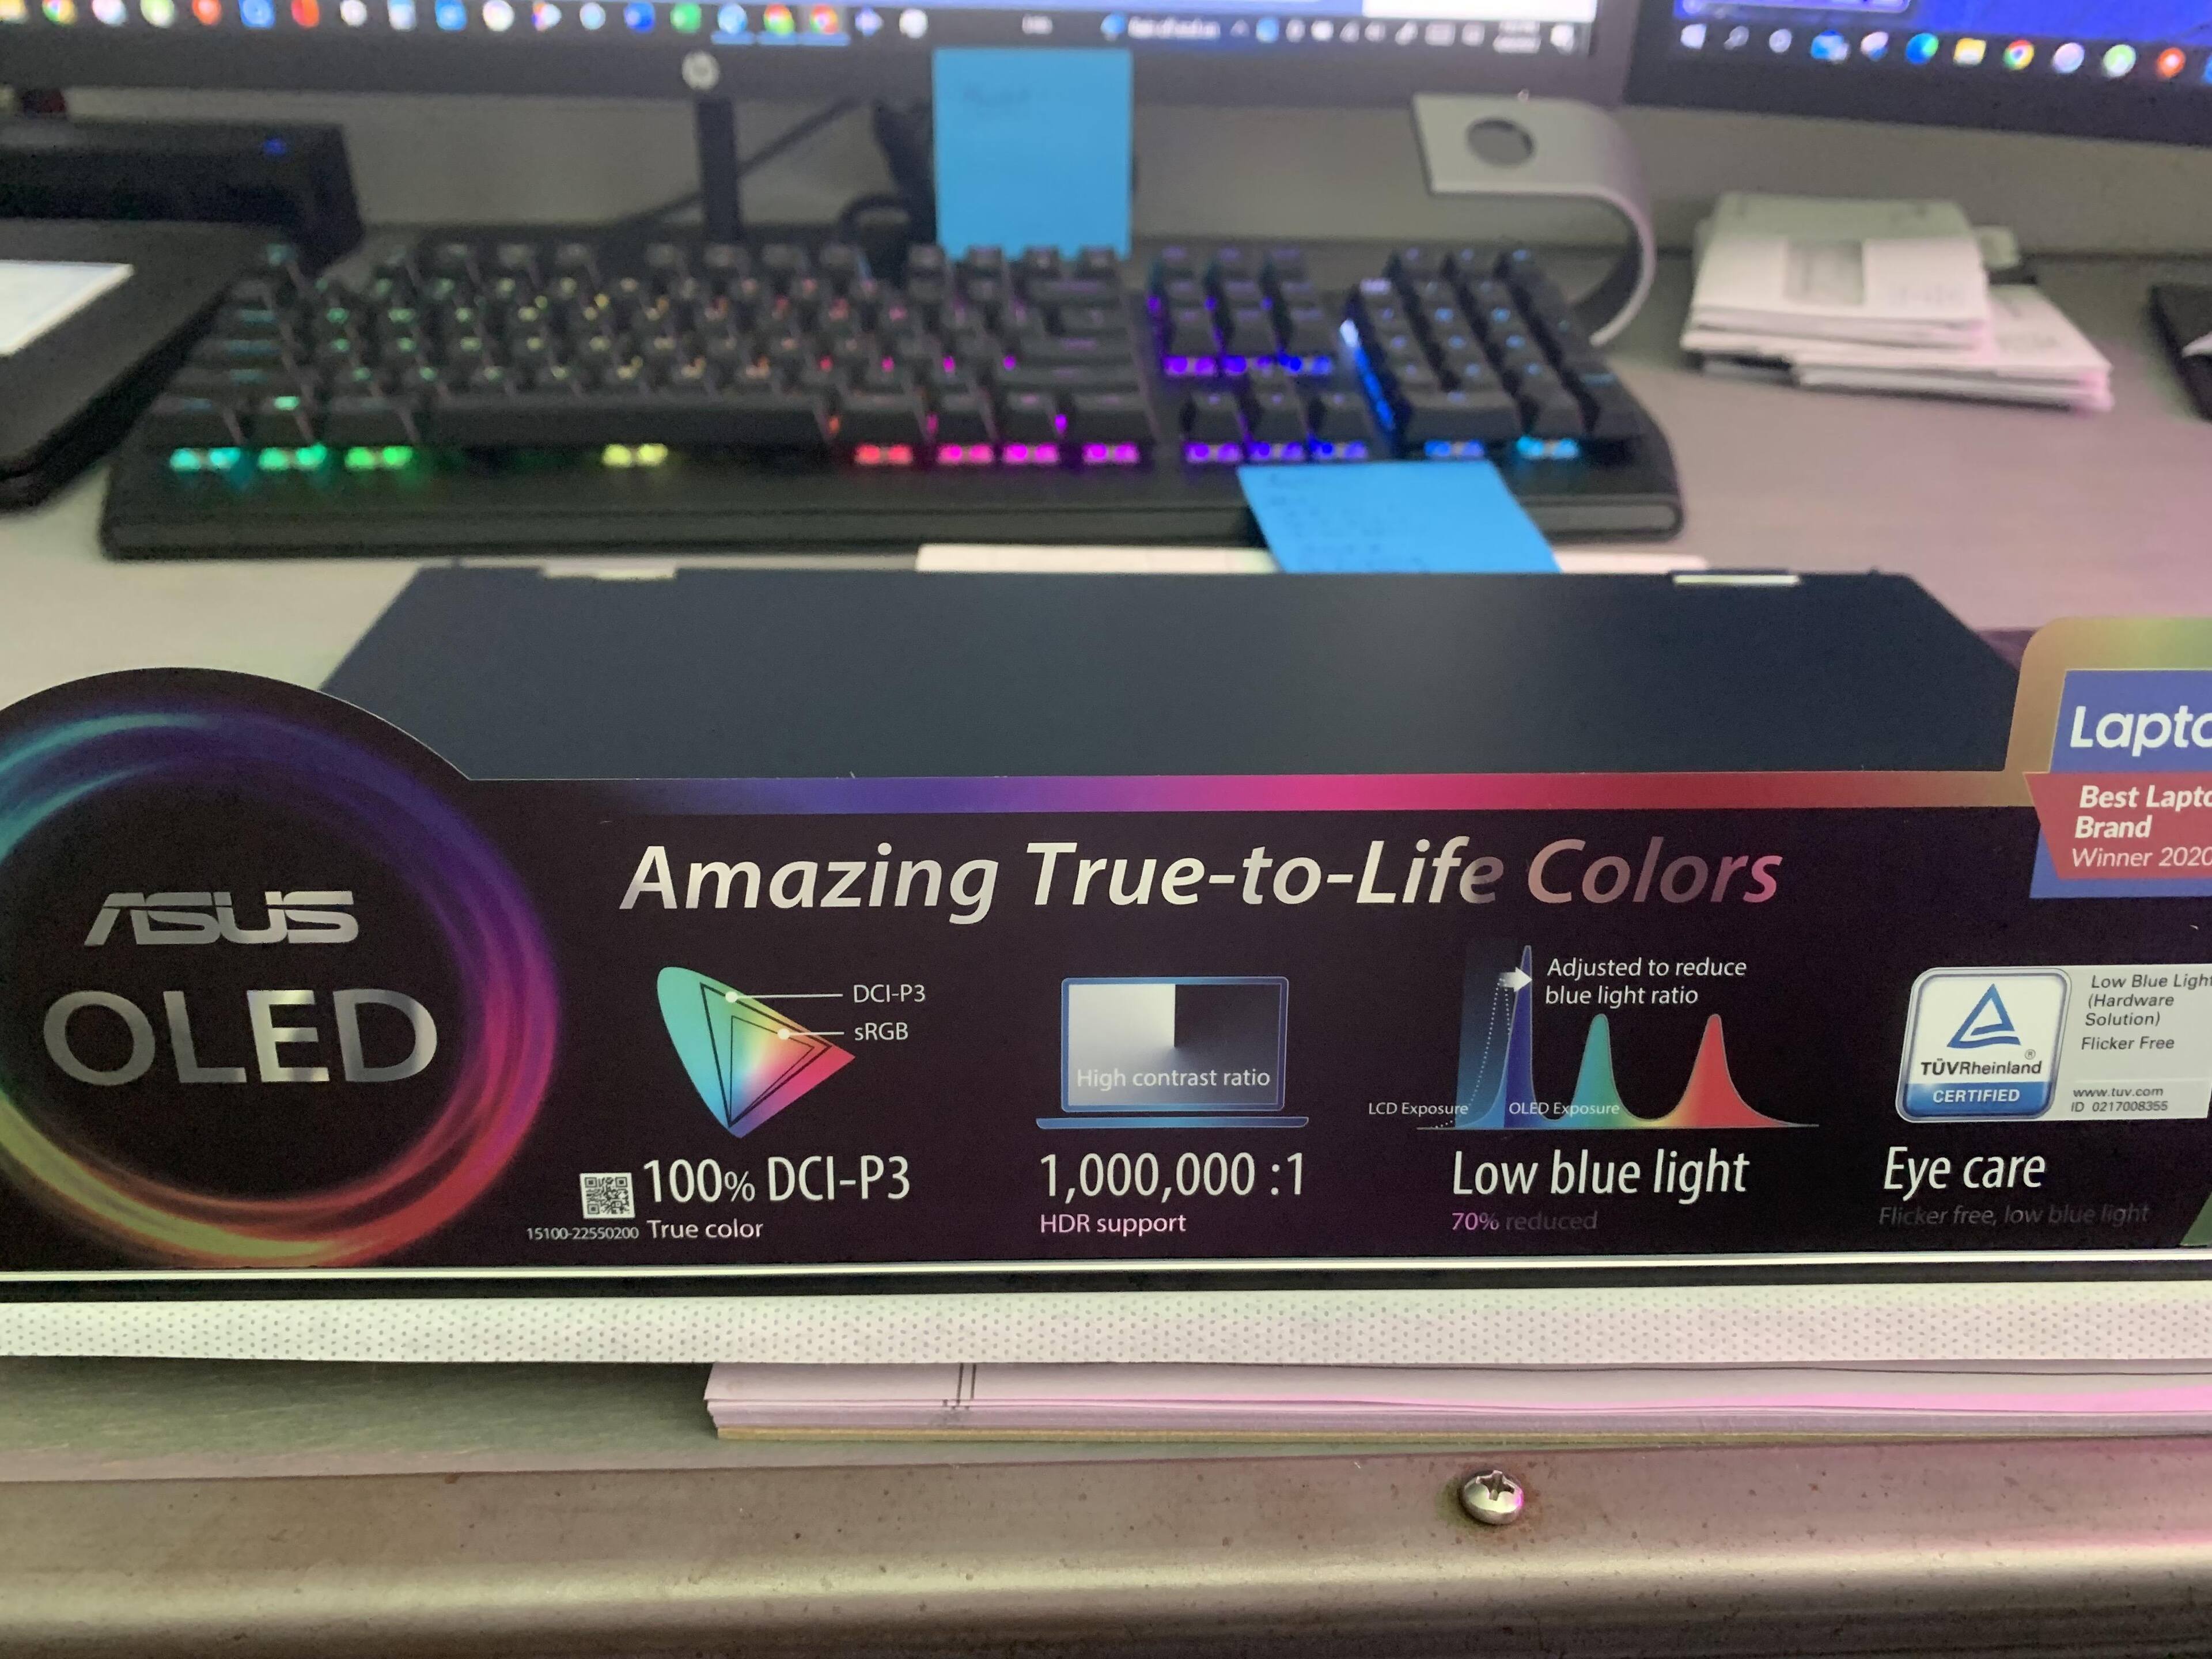 Lapto
Best Lapto
Brand
Winner 2020
Amazing True-to-Life Colors
ASUS
OLED
DCI-P3
sRGB
15100-22550200
100% DCI-P3
True color
High contrast ratio
1,000,000 :1
HDR support
Adjusted to reduce
blue light ratio
LCD Exposure
OLED Exposure
Low blue light
70% reduced
TÜVRheinland®
CERTIFIED
Low Blue Light
(Hardware
Solution)
Flicker Free
www.tuv.com
ID 0217008355
Eye care
Flicker free, low blue light